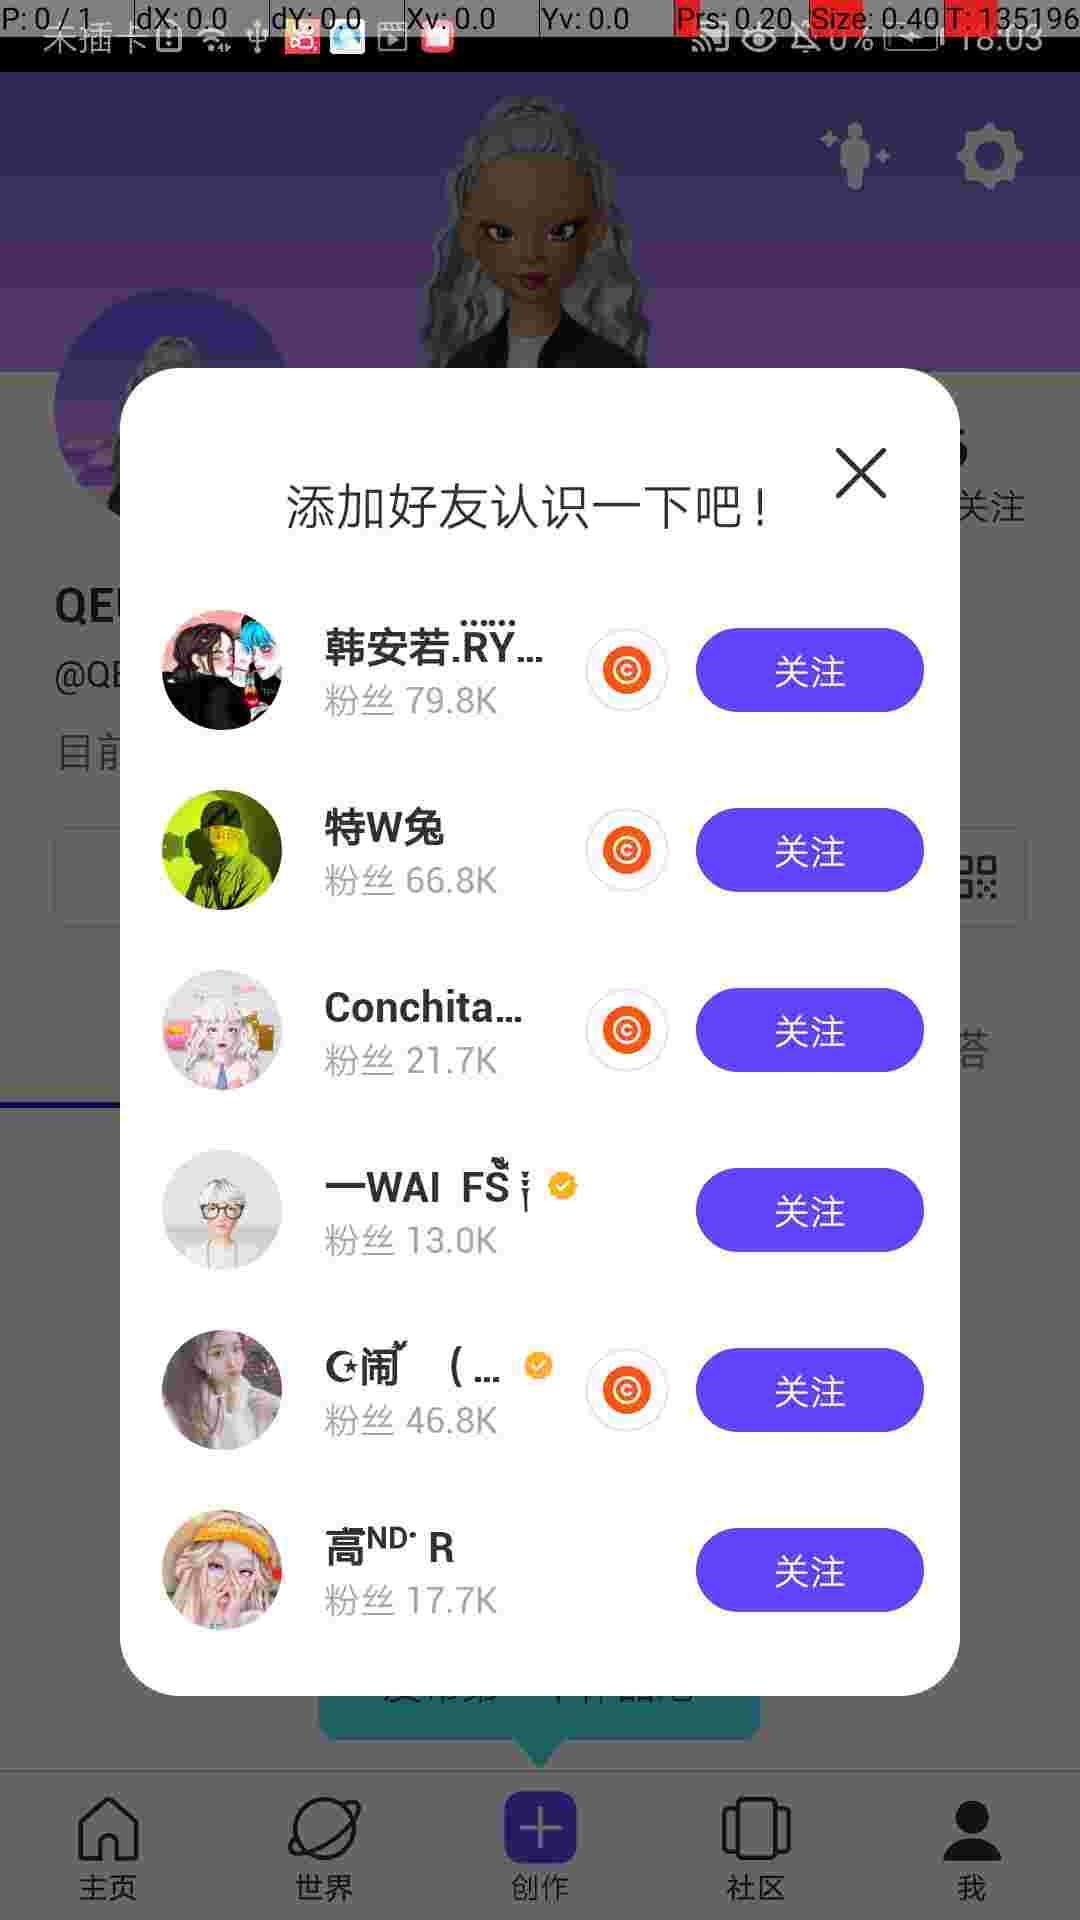 P: 0 / 1 dX: 0.0 dY: 0.0 Xv: 0.0 Yv: 0.0 Prs: 0.20 Size: 0.40 T: 135196
未插卡 0% 18:03
添加好友认识一下吧！
关注
QE
@QE
目前
韩安若.RY...
粉丝 79.8K
关注
特W兔
粉丝 66.8K
关注
Conchita...
粉丝 21.7K
关注
一WAI FS
粉丝 13.0K
关注
☪闹 ( ...
粉丝 46.8K
关注
高ᴺᴰ· R
粉丝 17.7K
关注
主页 世界 创作 社区 我